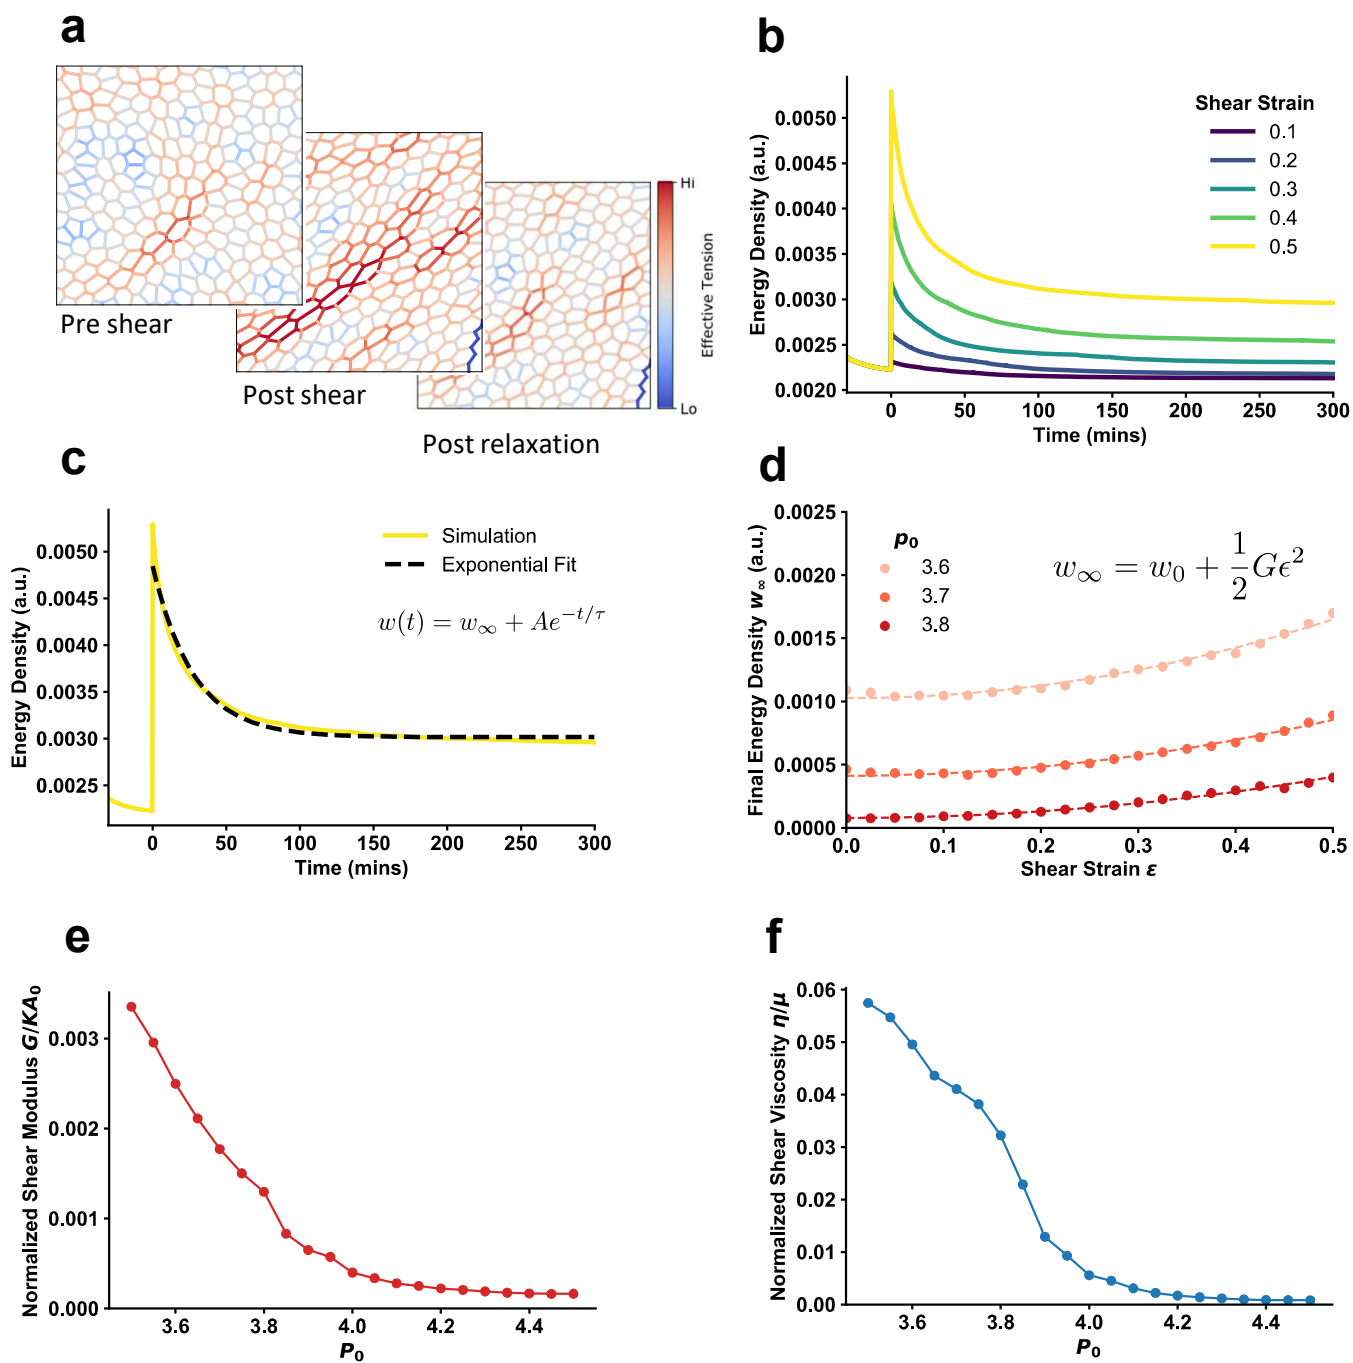 a
Pre shear
Post shear
Post relaxation
Hi
Effective Tension
Lo
b
Energy Density (a.u.)
0.0050
0.0045
0.0040
0.0035
0.0030
0.0025
0.0020
Shear Strain
0.1
0.2
0.3
0.4
0.5
0 50 100 150 200 250 300
Time (mins)
c
Energy Density (a.u.)
0.0050
0.0045
0.0040
0.0035
0.0030
0.0025
Simulation
Exponential Fit
w(t) = w∞ + Ae^{-t/τ}
0 50 100 150 200 250 300
Time (mins)
d
Final Energy Density w∞ (a.u.)
0.0025
0.0020
0.0015
0.0010
0.0005
0.0000
p₀
3.6
3.7
3.8
w∞ = w₀ + \frac{1}{2}Gϵ²
0.0 0.1 0.2 0.3 0.4 0.5
Shear Strain ε
e
Normalized Shear Modulus G/KA₀
0.003
0.002
0.001
0.000
3.6 3.8 4.0 4.2 4.4
P₀
f
Normalized Shear Viscosity η/μ
0.06
0.05
0.04
0.03
0.02
0.01
0.00
3.6 3.8 4.0 4.2 4.4
P₀